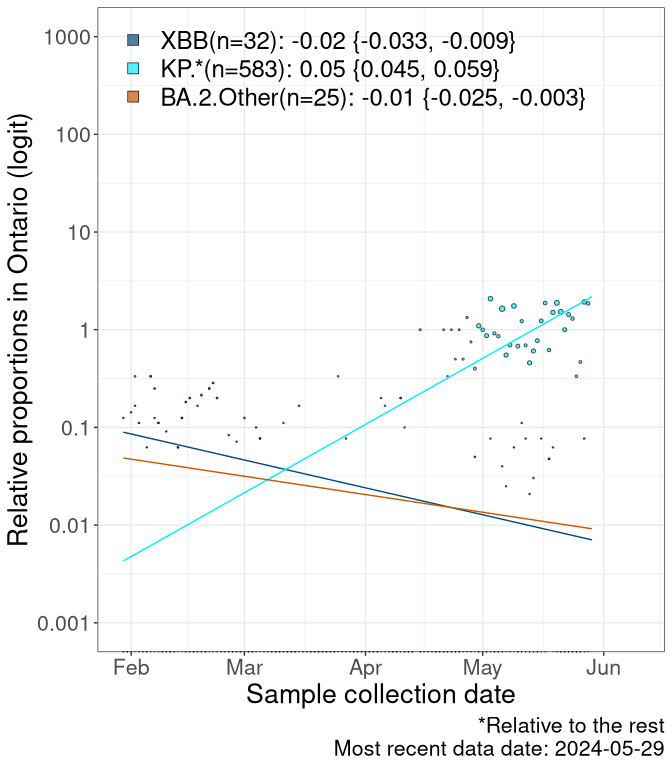 XBB(n=32): -0.02 {-0.033, -0.009}
KP.*(n=583): 0.05 {0.045, 0.059}
BA.2.Other(n=25): -0.01 {-0.025, -0.003}
Relative proportions in Ontario (logit)
1000
100
10
1
0.1
0.01
0.001
Feb Mar Apr May Jun
Sample collection date
*Relative to the rest
Most recent data date: 2024-05-29